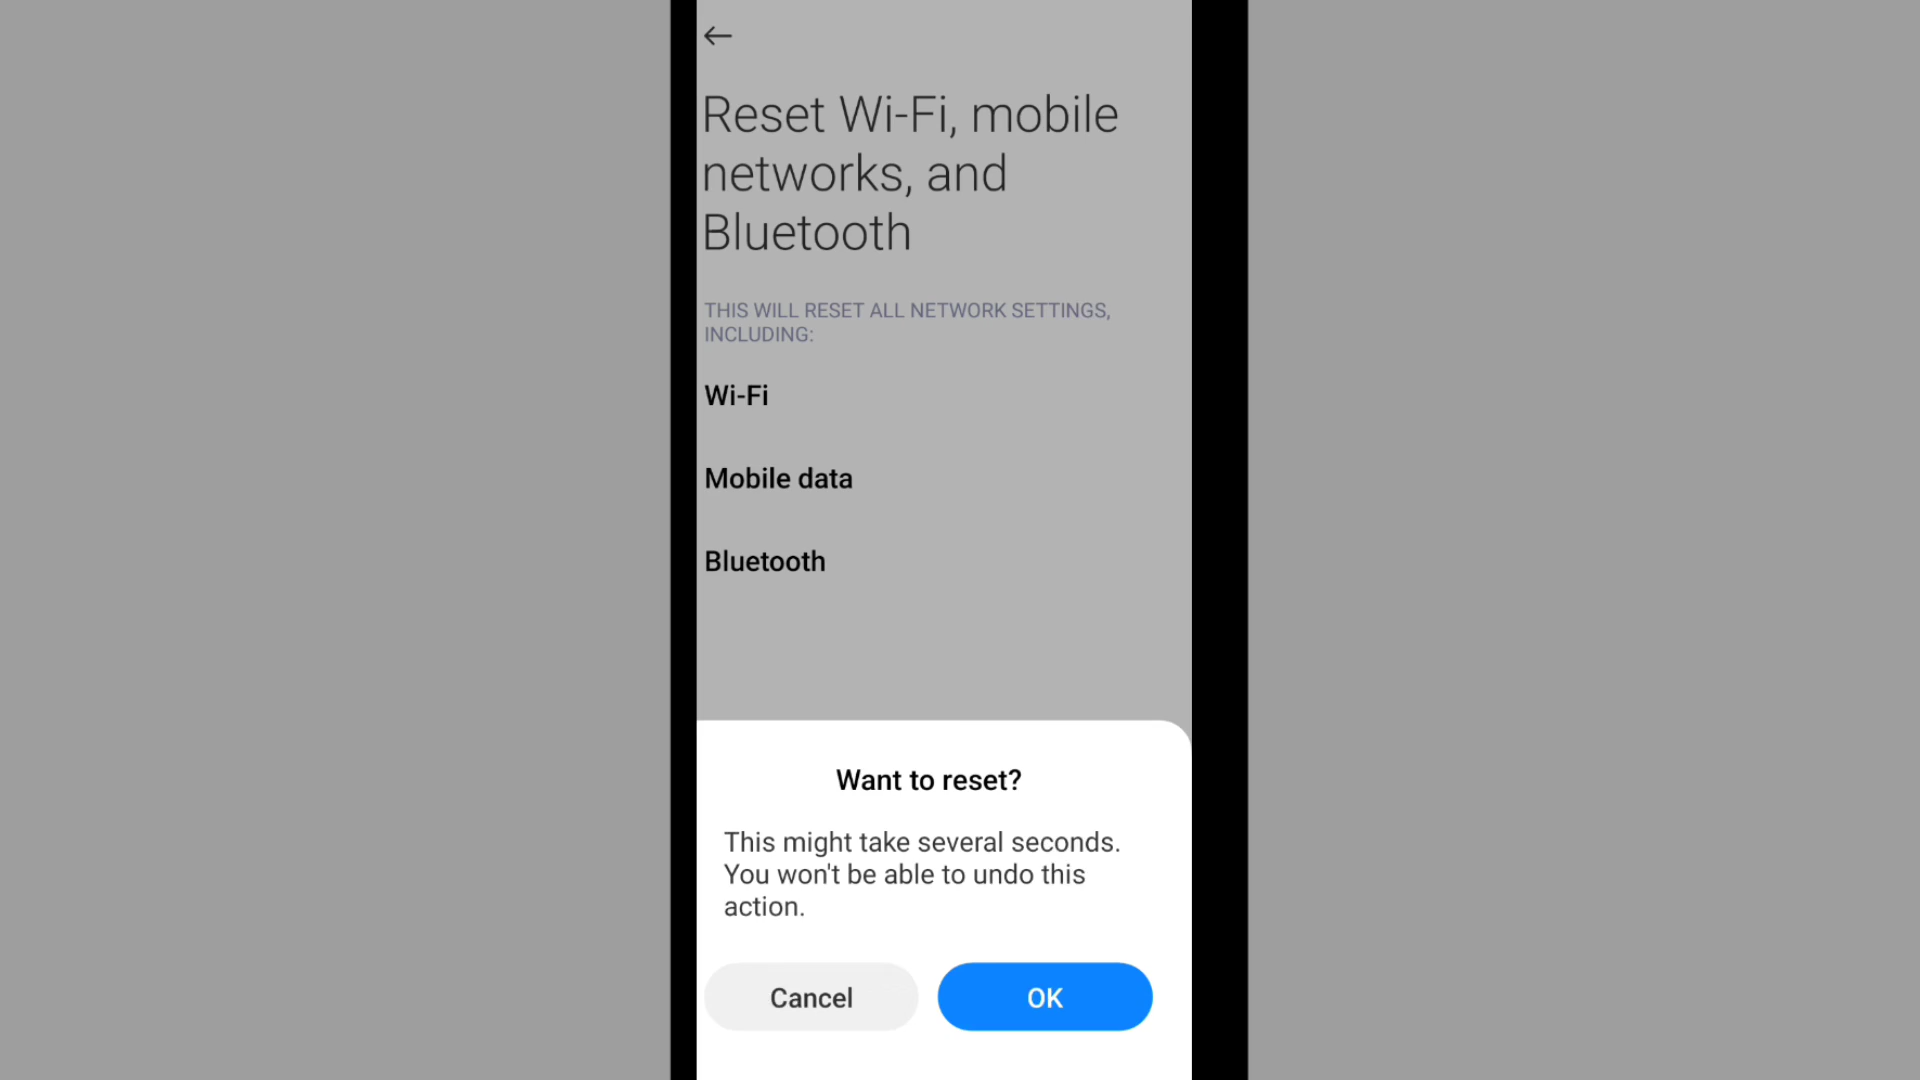 Reset Wi-Fi, mobile
networks, and
Bluetooth
THIS WILL RESET ALL NETWORK SETTINGS,
INCLUDING:
Wi-Fi
Mobile data
Bluetooth
Want to reset?
This might take several seconds.
You won't be able to undo this
action.
Cancel
OK